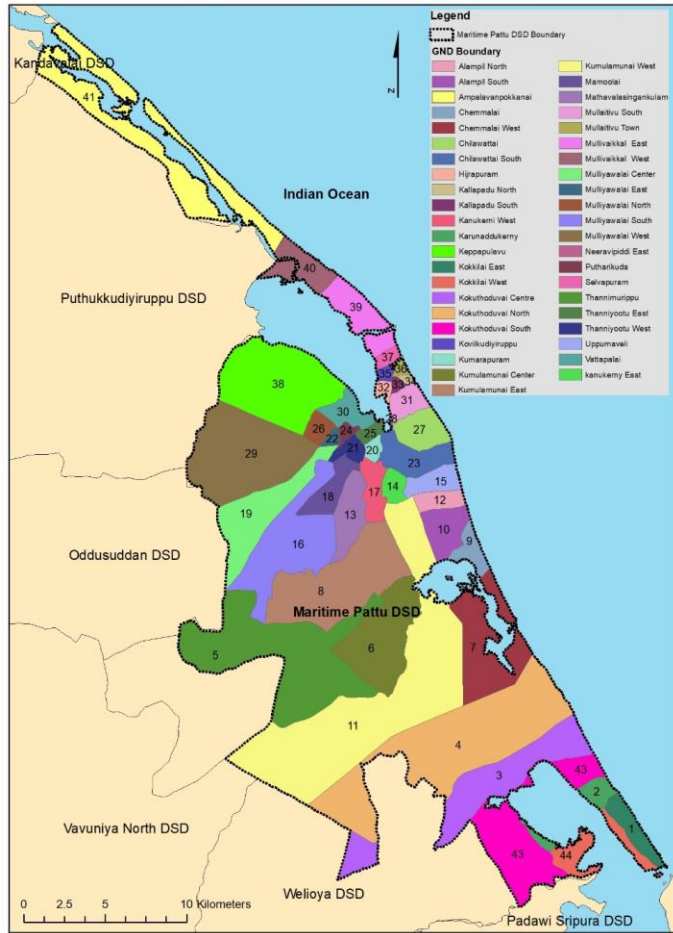 Legend
Maritime Pattu DSD Boundary
GND Boundary
Alampil North
Alampil South
Ampalavanpokkanai
Chemmalai
Chemmalai West
Chilawattai
Chilawattai South
Hijrapuram
Kallapadu North
Kallapadu South
Kanukerni West
Karunaddukerny
Keppapulavu
Kokkilai East
Kokkilai West
Kokuthoduvai Centre
Kokuthoduvai North
Kokuthoduvai South
Kovilkudiyiruppu
Kumarapuram
Kumulamunai Center
Kumulamunai East
Kumulamunai West
Mamoolai
Mathavalasingankulam
Mullaitivu South
Mullaitivu Town
Mullivaikkal East
Mullivaikkal West
Mulliyawalai Center
Mulliyawalai East
Mulliyawalai North
Mulliyawalai South
Mulliyawalai West
Neeravipiddi East
Putharikuda
Selvapuram
Thannimurippu
Thanniyootu East
Thanniyootu West
Uppumaveli
Vattapalai
kanukerny East
Z
Kandavalai DSD
41
Indian Ocean
40
Puthukkudiyiruppu DSD
39
37
36
35
34
33
32
38
31
30
28
27
26
25
24
22
21
20
23
29
15
14
17
18
12
19
13
10
9
16
Oddusuddan DSD
8
Maritime Pattu DSD
6
7
5
11
4
3
43
2
1
Vavuniya North DSD
43
44
Welioya DSD
0 2.5 5 10 Kilometers
Padawi Sripura DSD